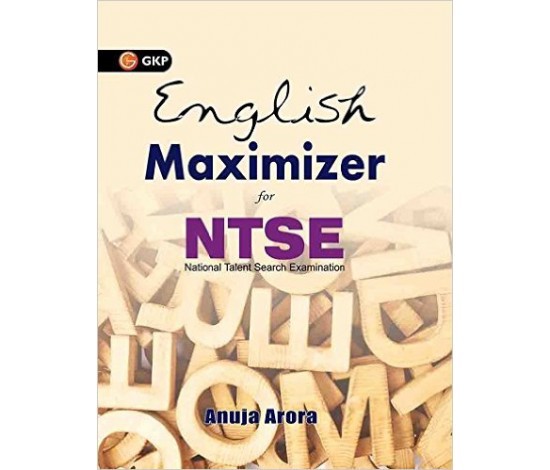 GKP
English
Maximizer
for
NTSE
National Talent Search Examination
Anuja Arora